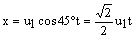 x = u₁ cos45°t = √2/2 u₁t